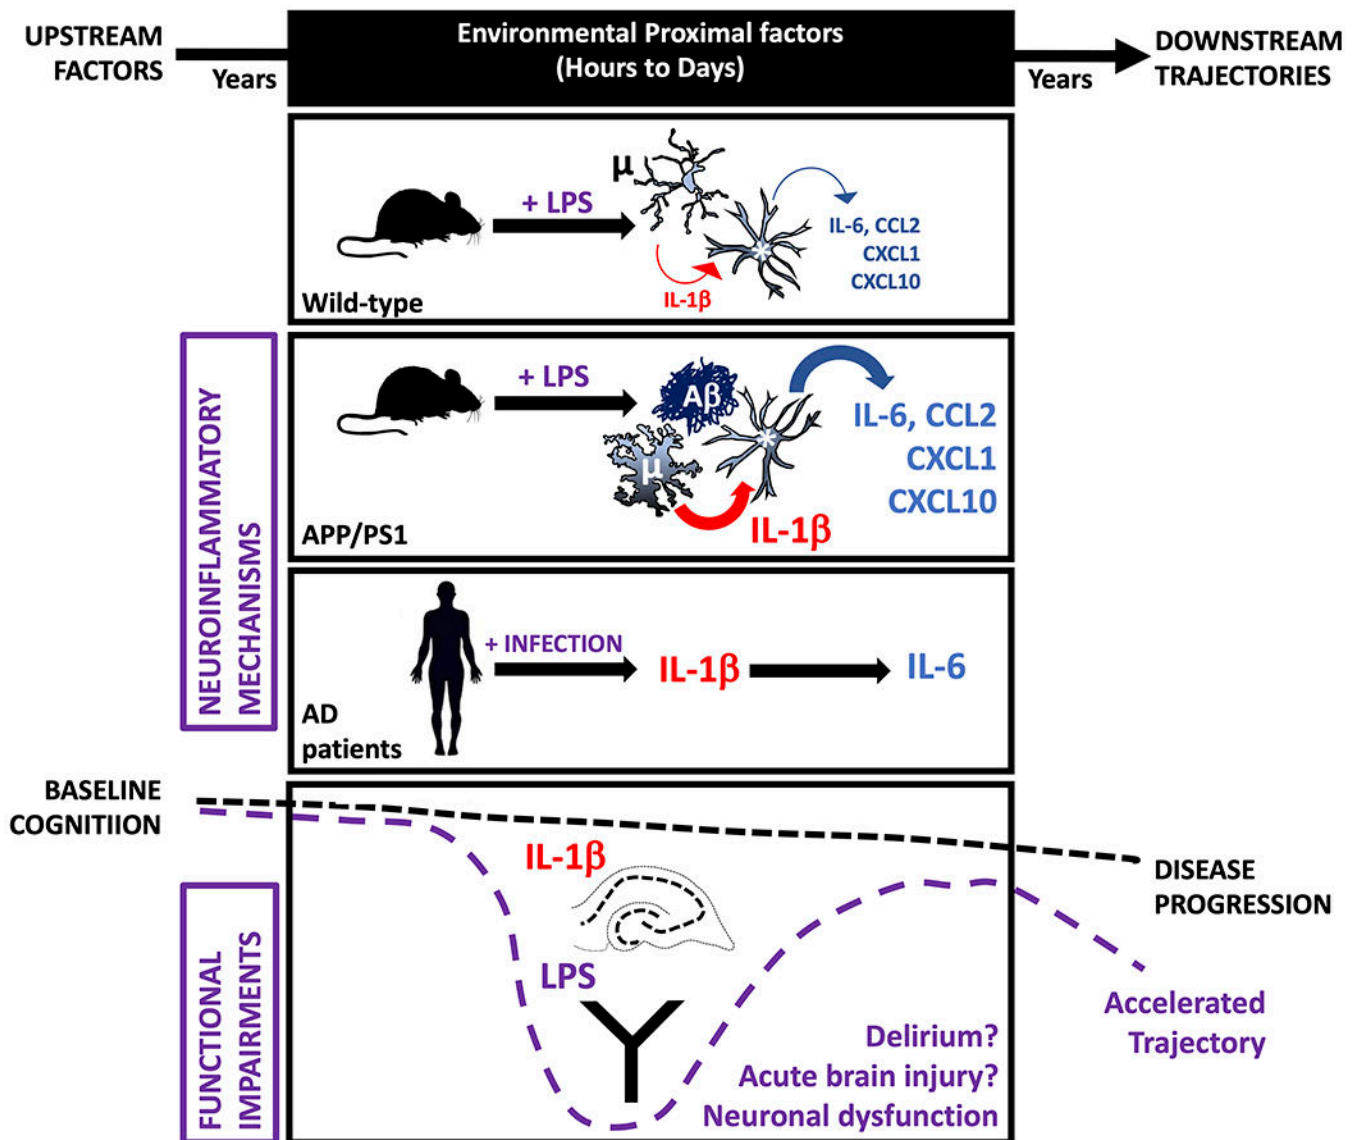 UPSTREAM
FACTORS
Years
Environmental Proximal factors
(Hours to Days)
Years
DOWNSTREAM
TRAJECTORIES
+ LPS
μ
IL-1β
IL-6, CCL2
CXCL1
CXCL10
Wild-type
NEUROINFLAMMATORY
MECHANISMS
+ LPS
Aβ
μ
IL-1β
IL-6, CCL2
CXCL1
CXCL10
APP/PS1
+ INFECTION
IL-1β
IL-6
AD
patients
BASELINE
COGNITIION
IL-1β
LPS
DISEASE
PROGRESSION
FUNCTIONAL
IMPAIRMENTS
Delirium?
Acute brain injury?
Neuronal dysfunction
Accelerated
Trajectory